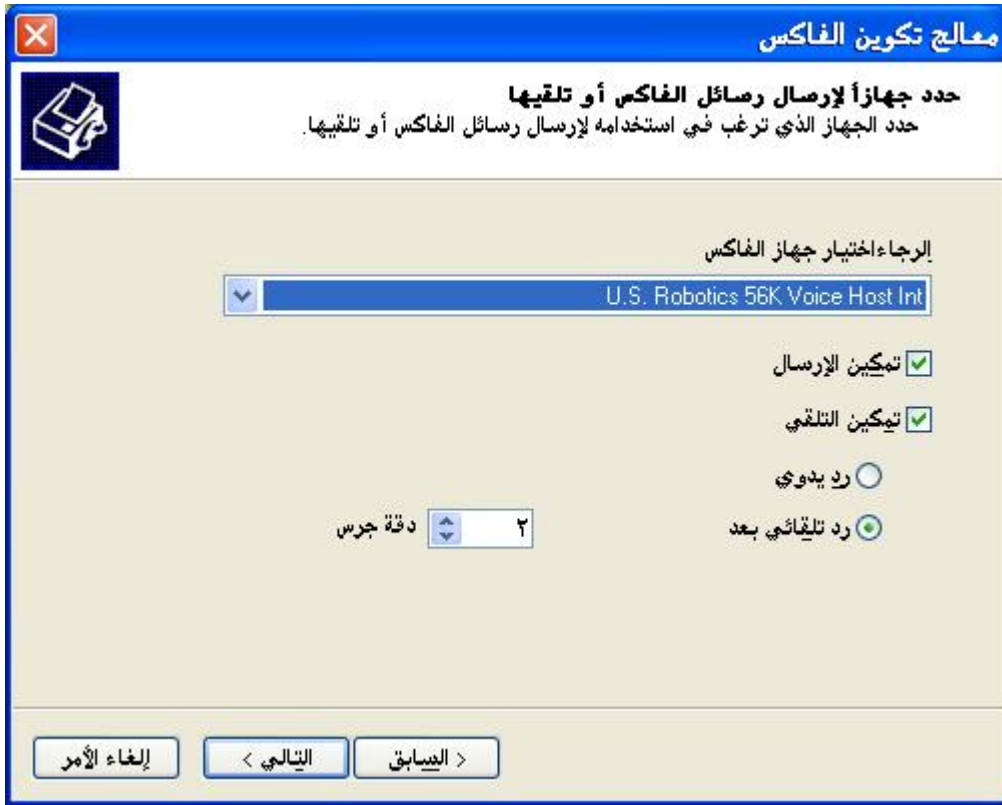 معالج تكوين الفاكس
حدد جهازاً لإرسال رسائل الفاكس أو تلقيها
حدد الجهاز الذي ترغب في استخدامه لإرسال رسائل الفاكس أو تلقيها.
الرجاءاختيار جهاز الفاكس
U.S. Robotics 56K Voice Host Int
تمكين الإرسال
تمكين التلقي
رد يدوي
رد تلقائي بعد ٢ دقة جرس
< السابق التالي > إلغاء الأمر